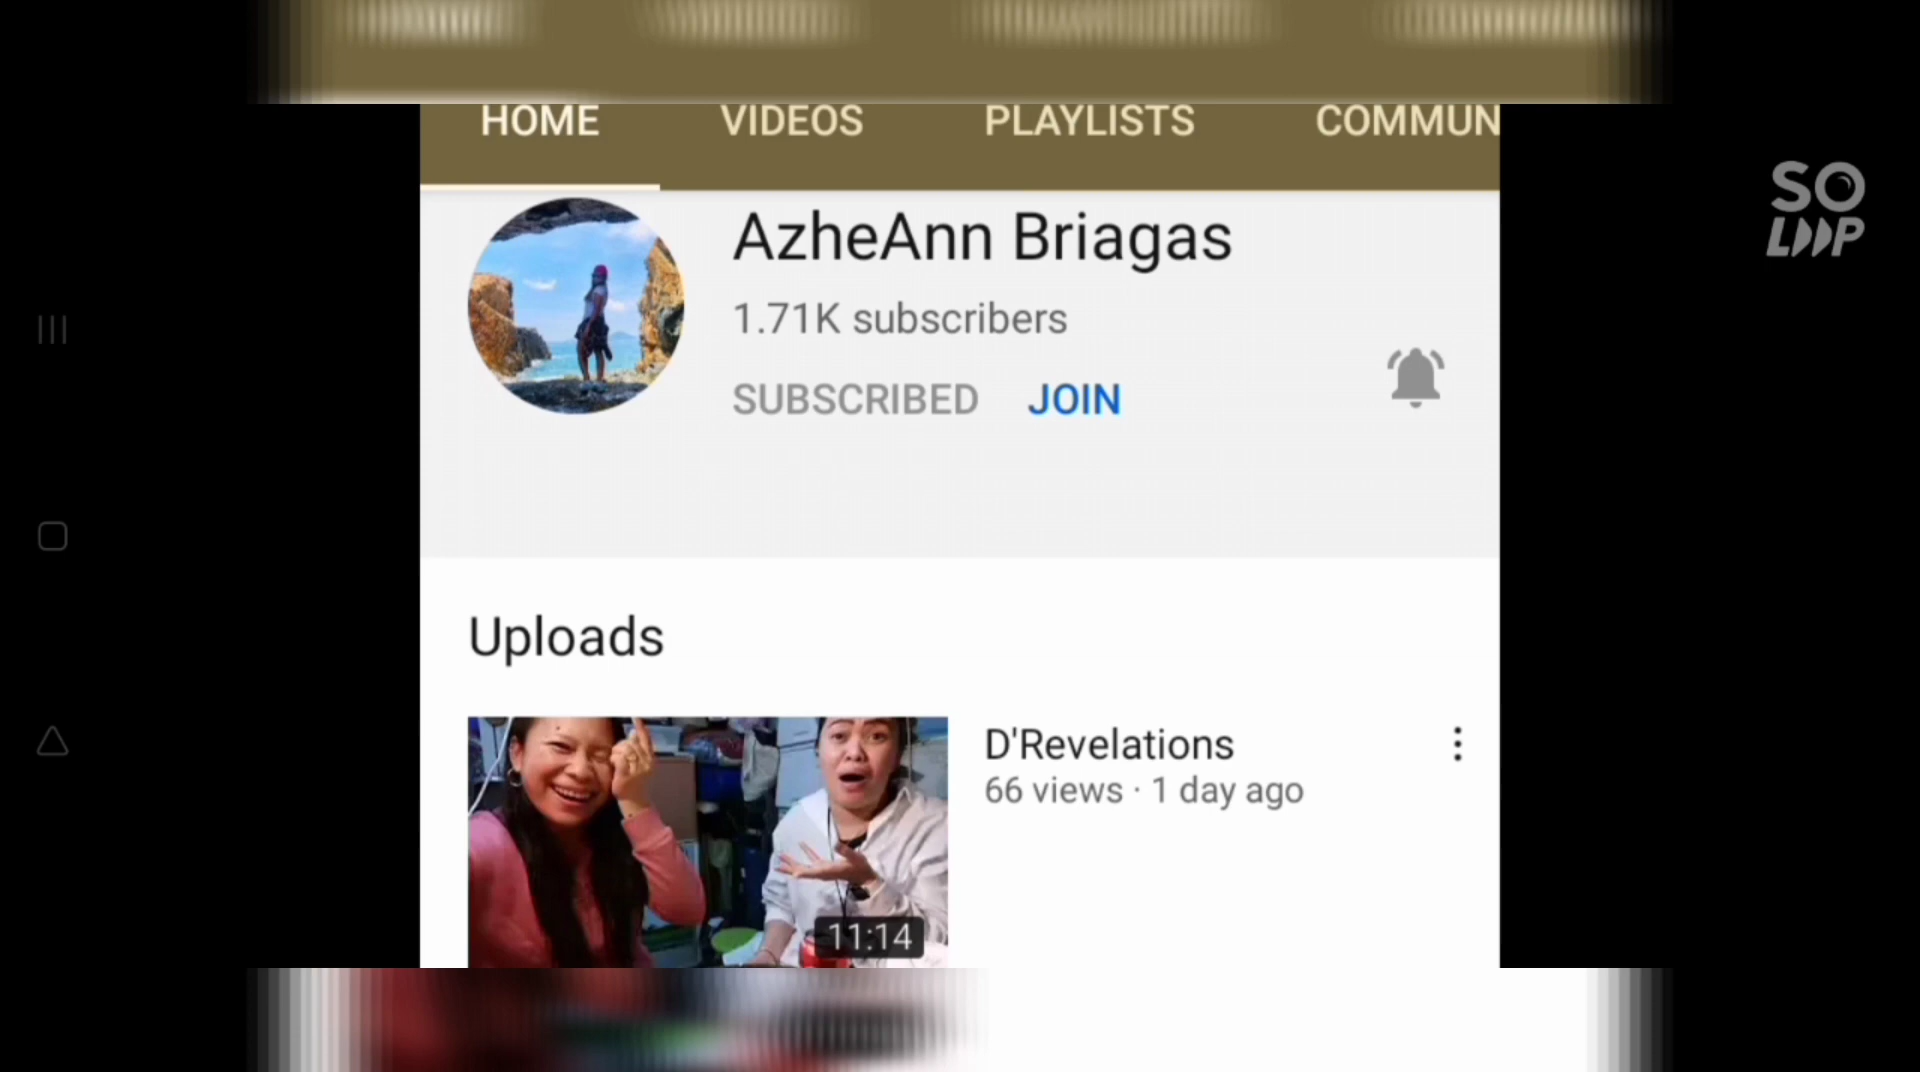 HOME VIDEOS PLAYLISTS COMMUN
SO
LOOP
AzheAnn Briagas
1.71K subscribers
SUBSCRIBED JOIN
Uploads
D'Revelations
66 views · 1 day ago
11:14